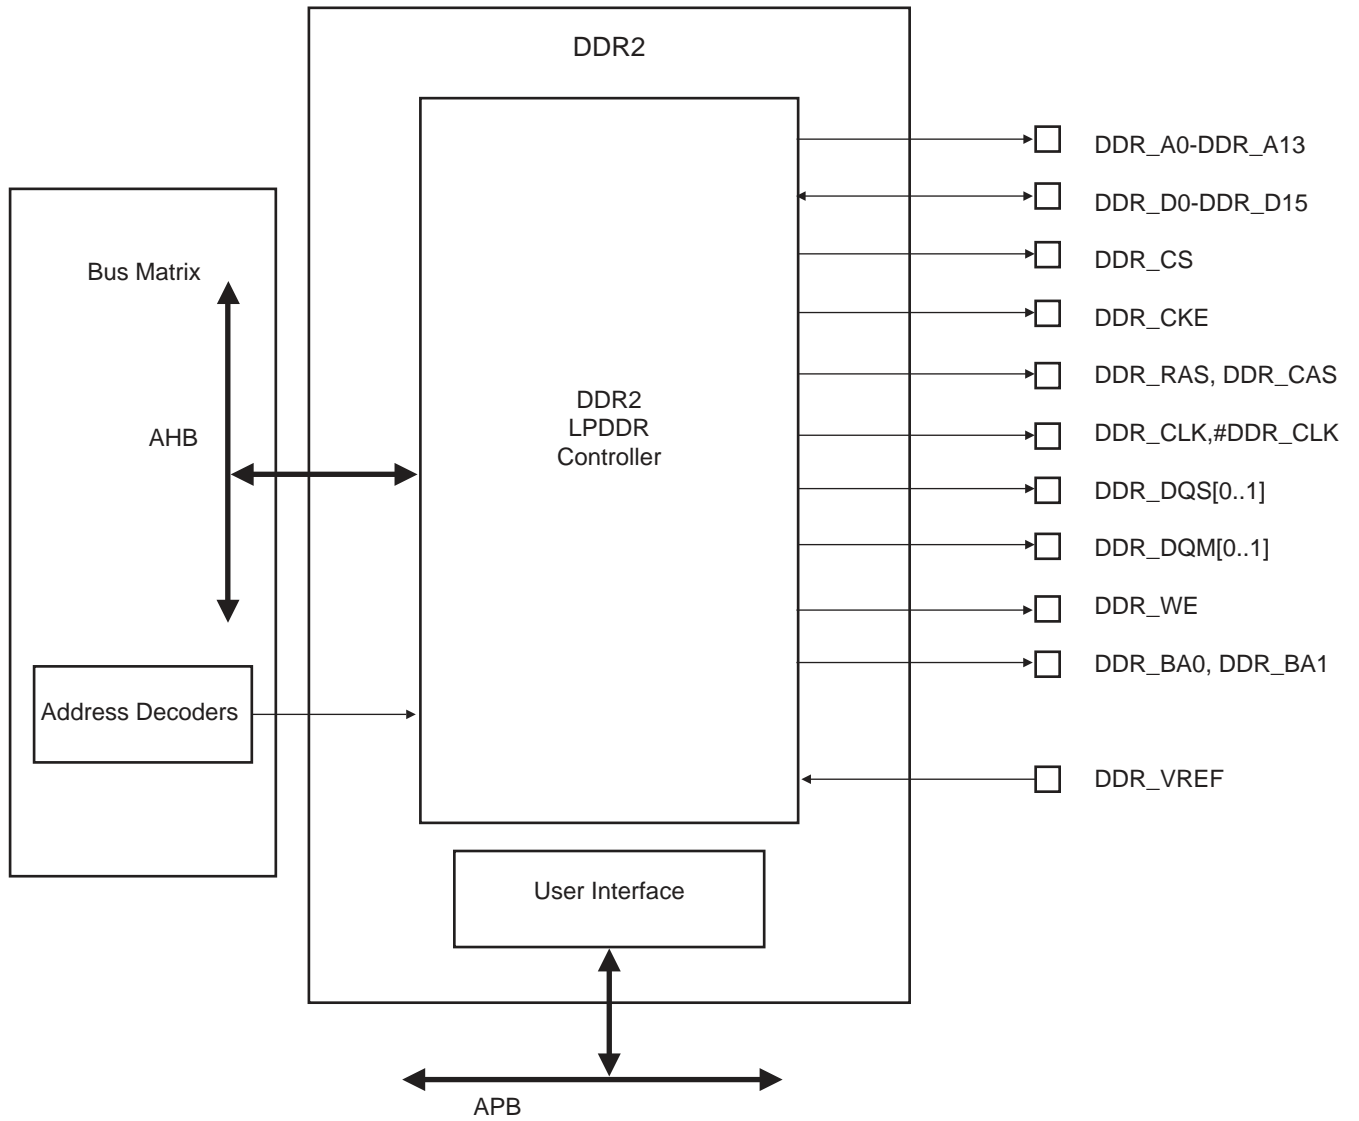 DDR2
Bus Matrix
AHB
Address Decoders
DDR2
LPDDR
Controller
User Interface
APB
DDR_A0-DDR_A13
DDR_D0-DDR_D15
DDR_CS
DDR_CKE
DDR_RAS, DDR_CAS
DDR_CLK,#DDR_CLK
DDR_DQS[0..1]
DDR_DQM[0..1]
DDR_WE
DDR_BA0, DDR_BA1
DDR_VREF